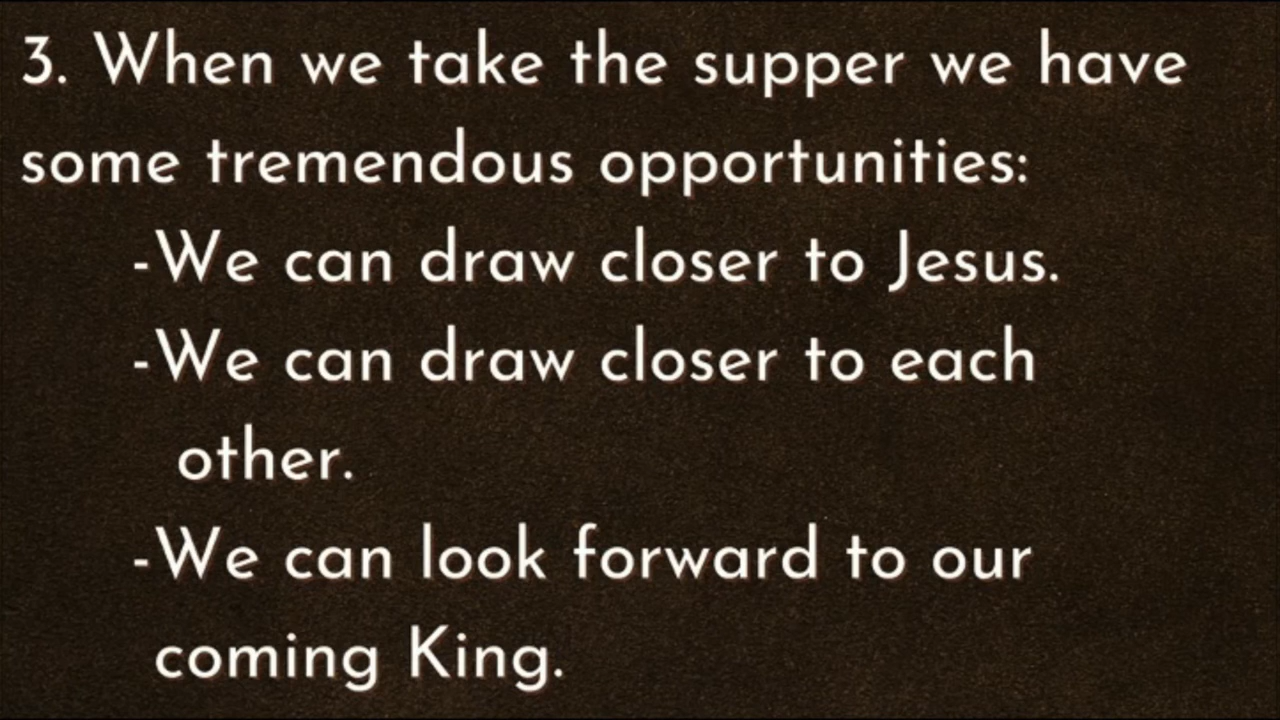 3. When we take the supper we have
some tremendous opportunities:
-We can draw closer to Jesus.
-We can draw closer to each
other.
-We can look forward to our
coming King.